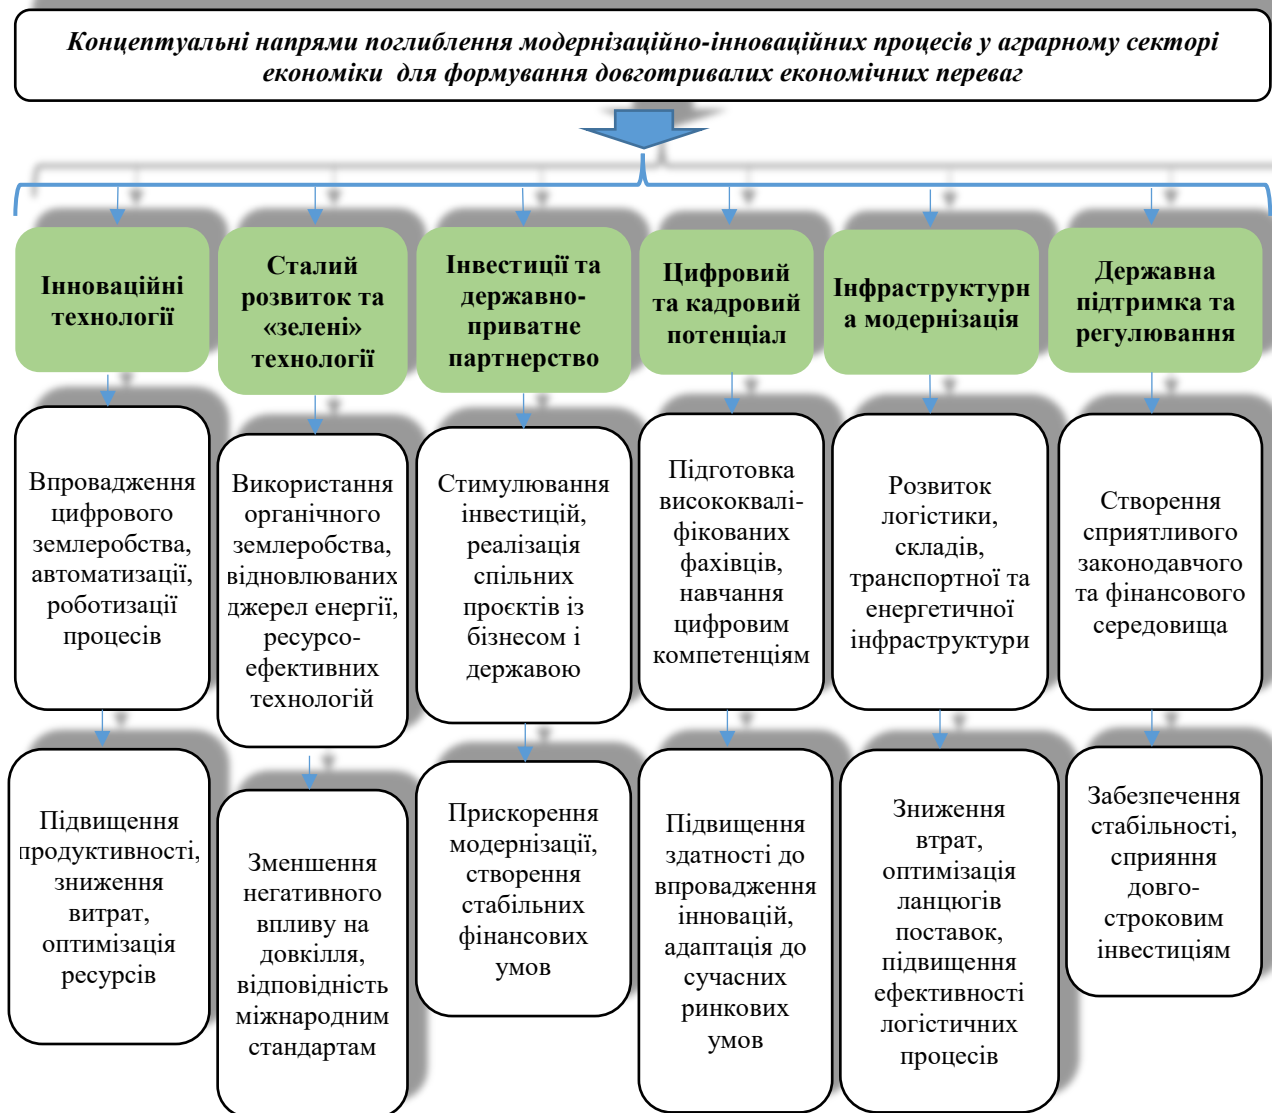 Концептуальні напрями поглиблення модернізаційно-інноваційних процесів у аграрному секторі
економіки для формування довготривалих економічних переваг
Інноваційні
технології
Сталий
розвиток та
«зелені»
технології
Інвестиції та
державно-
приватне
партнерство
Цифровий
та кадровий
потенціал
Інфраструктурн
а модернізація
Державна
підтримка та
регулювання
Впровадження
цифрового
землеробства,
автоматизації,
роботизації
процесів
Використання
органічного
землеробства,
відновлюваних
джерел енергії,
ресурсо-
ефективних
технологій
Стимулювання
інвестицій,
реалізація
спільних
проєктів із
бізнесом і
державою
Підготовка
висококвалі-
фікованих
фахівців,
навчання
цифровим
компетенціям
Розвиток
логістики,
складів,
транспортної та
енергетичної
інфраструктури
Створення
сприятливого
законодавчого
та фінансового
середовища
Підвищення
продуктивності,
зниження
витрат,
оптимізація
ресурсів
Зменшення
негативного
впливу на
довкілля,
відповідність
міжнародним
стандартам
Прискорення
модернізації,
створення
стабільних
фінансових
умов
Підвищення
здатності до
впровадження
інновацій,
адаптація до
сучасних
ринкових
умов
Зниження
втрат,
оптимізація
ланцюгів
поставок,
підвищення
ефективності
логістичних
процесів
Забезпечення
стабільності,
сприяння
довго-
строковим
інвестиціям